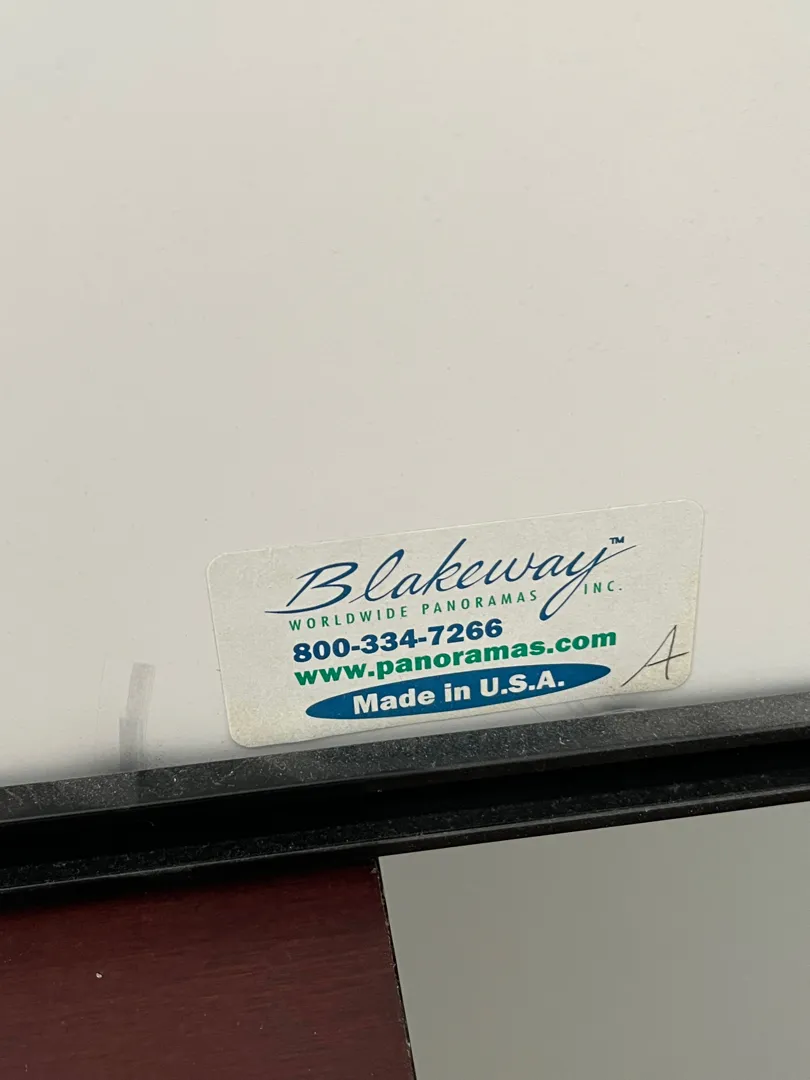 Blakeway™
WORLDWIDE PANORAMAS INC.
800-334-7266
www.panoramas.com
Made in U.S.A.
A